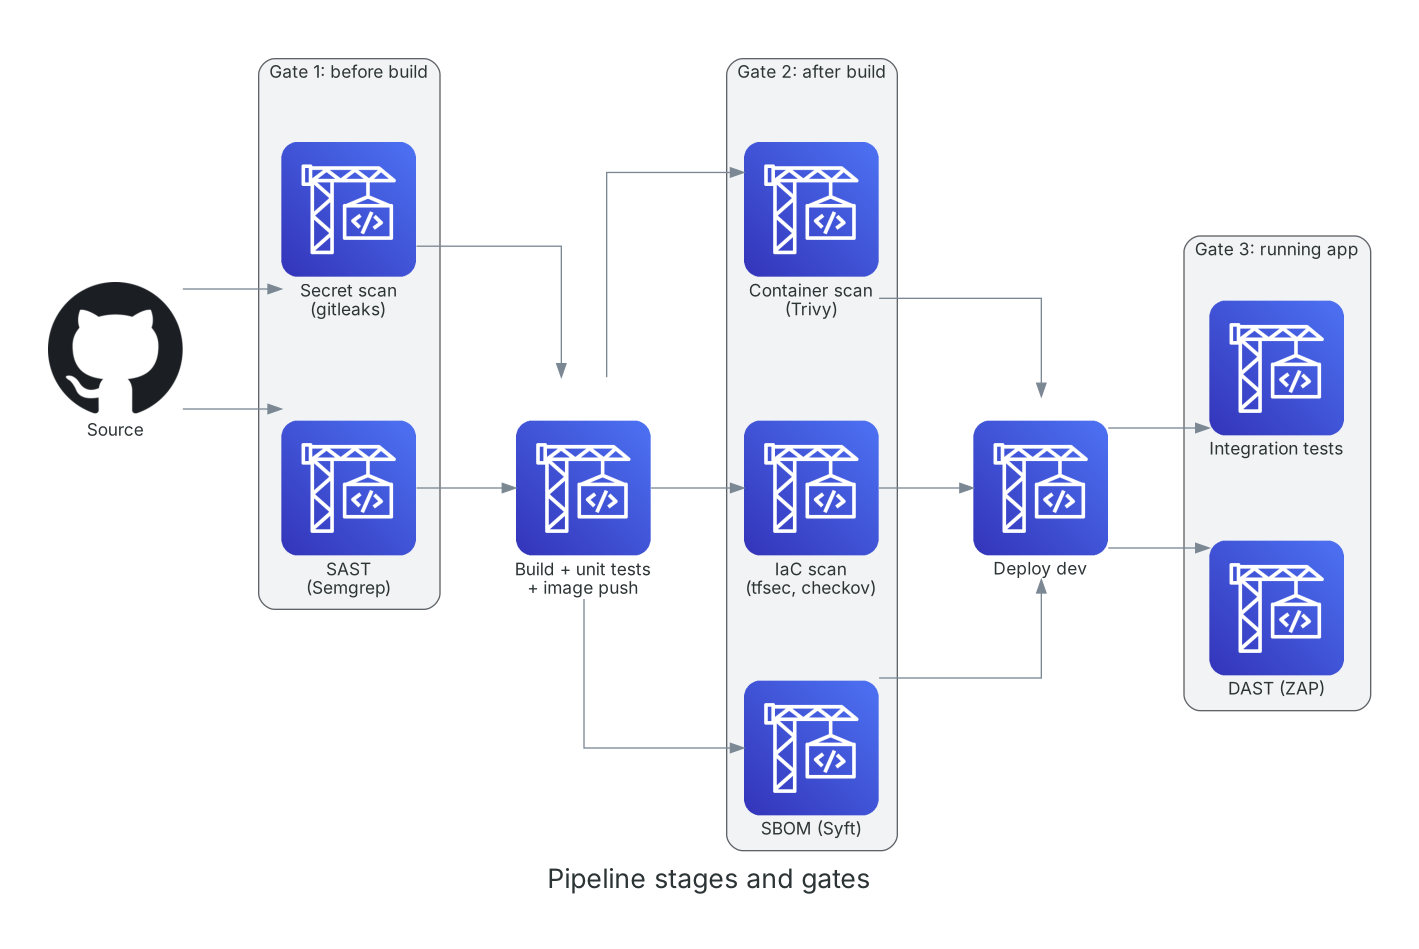 Gate 1: before build
Secret scan
(gitleaks)
SAST
(Semgrep)
Source
Build + unit tests
+ image push
Gate 2: after build
Container scan
(Trivy)
IaC scan
(tfsec, checkov)
SBOM (Syft)
Deploy dev
Gate 3: running app
Integration tests
DAST (ZAP)
Pipeline stages and gates